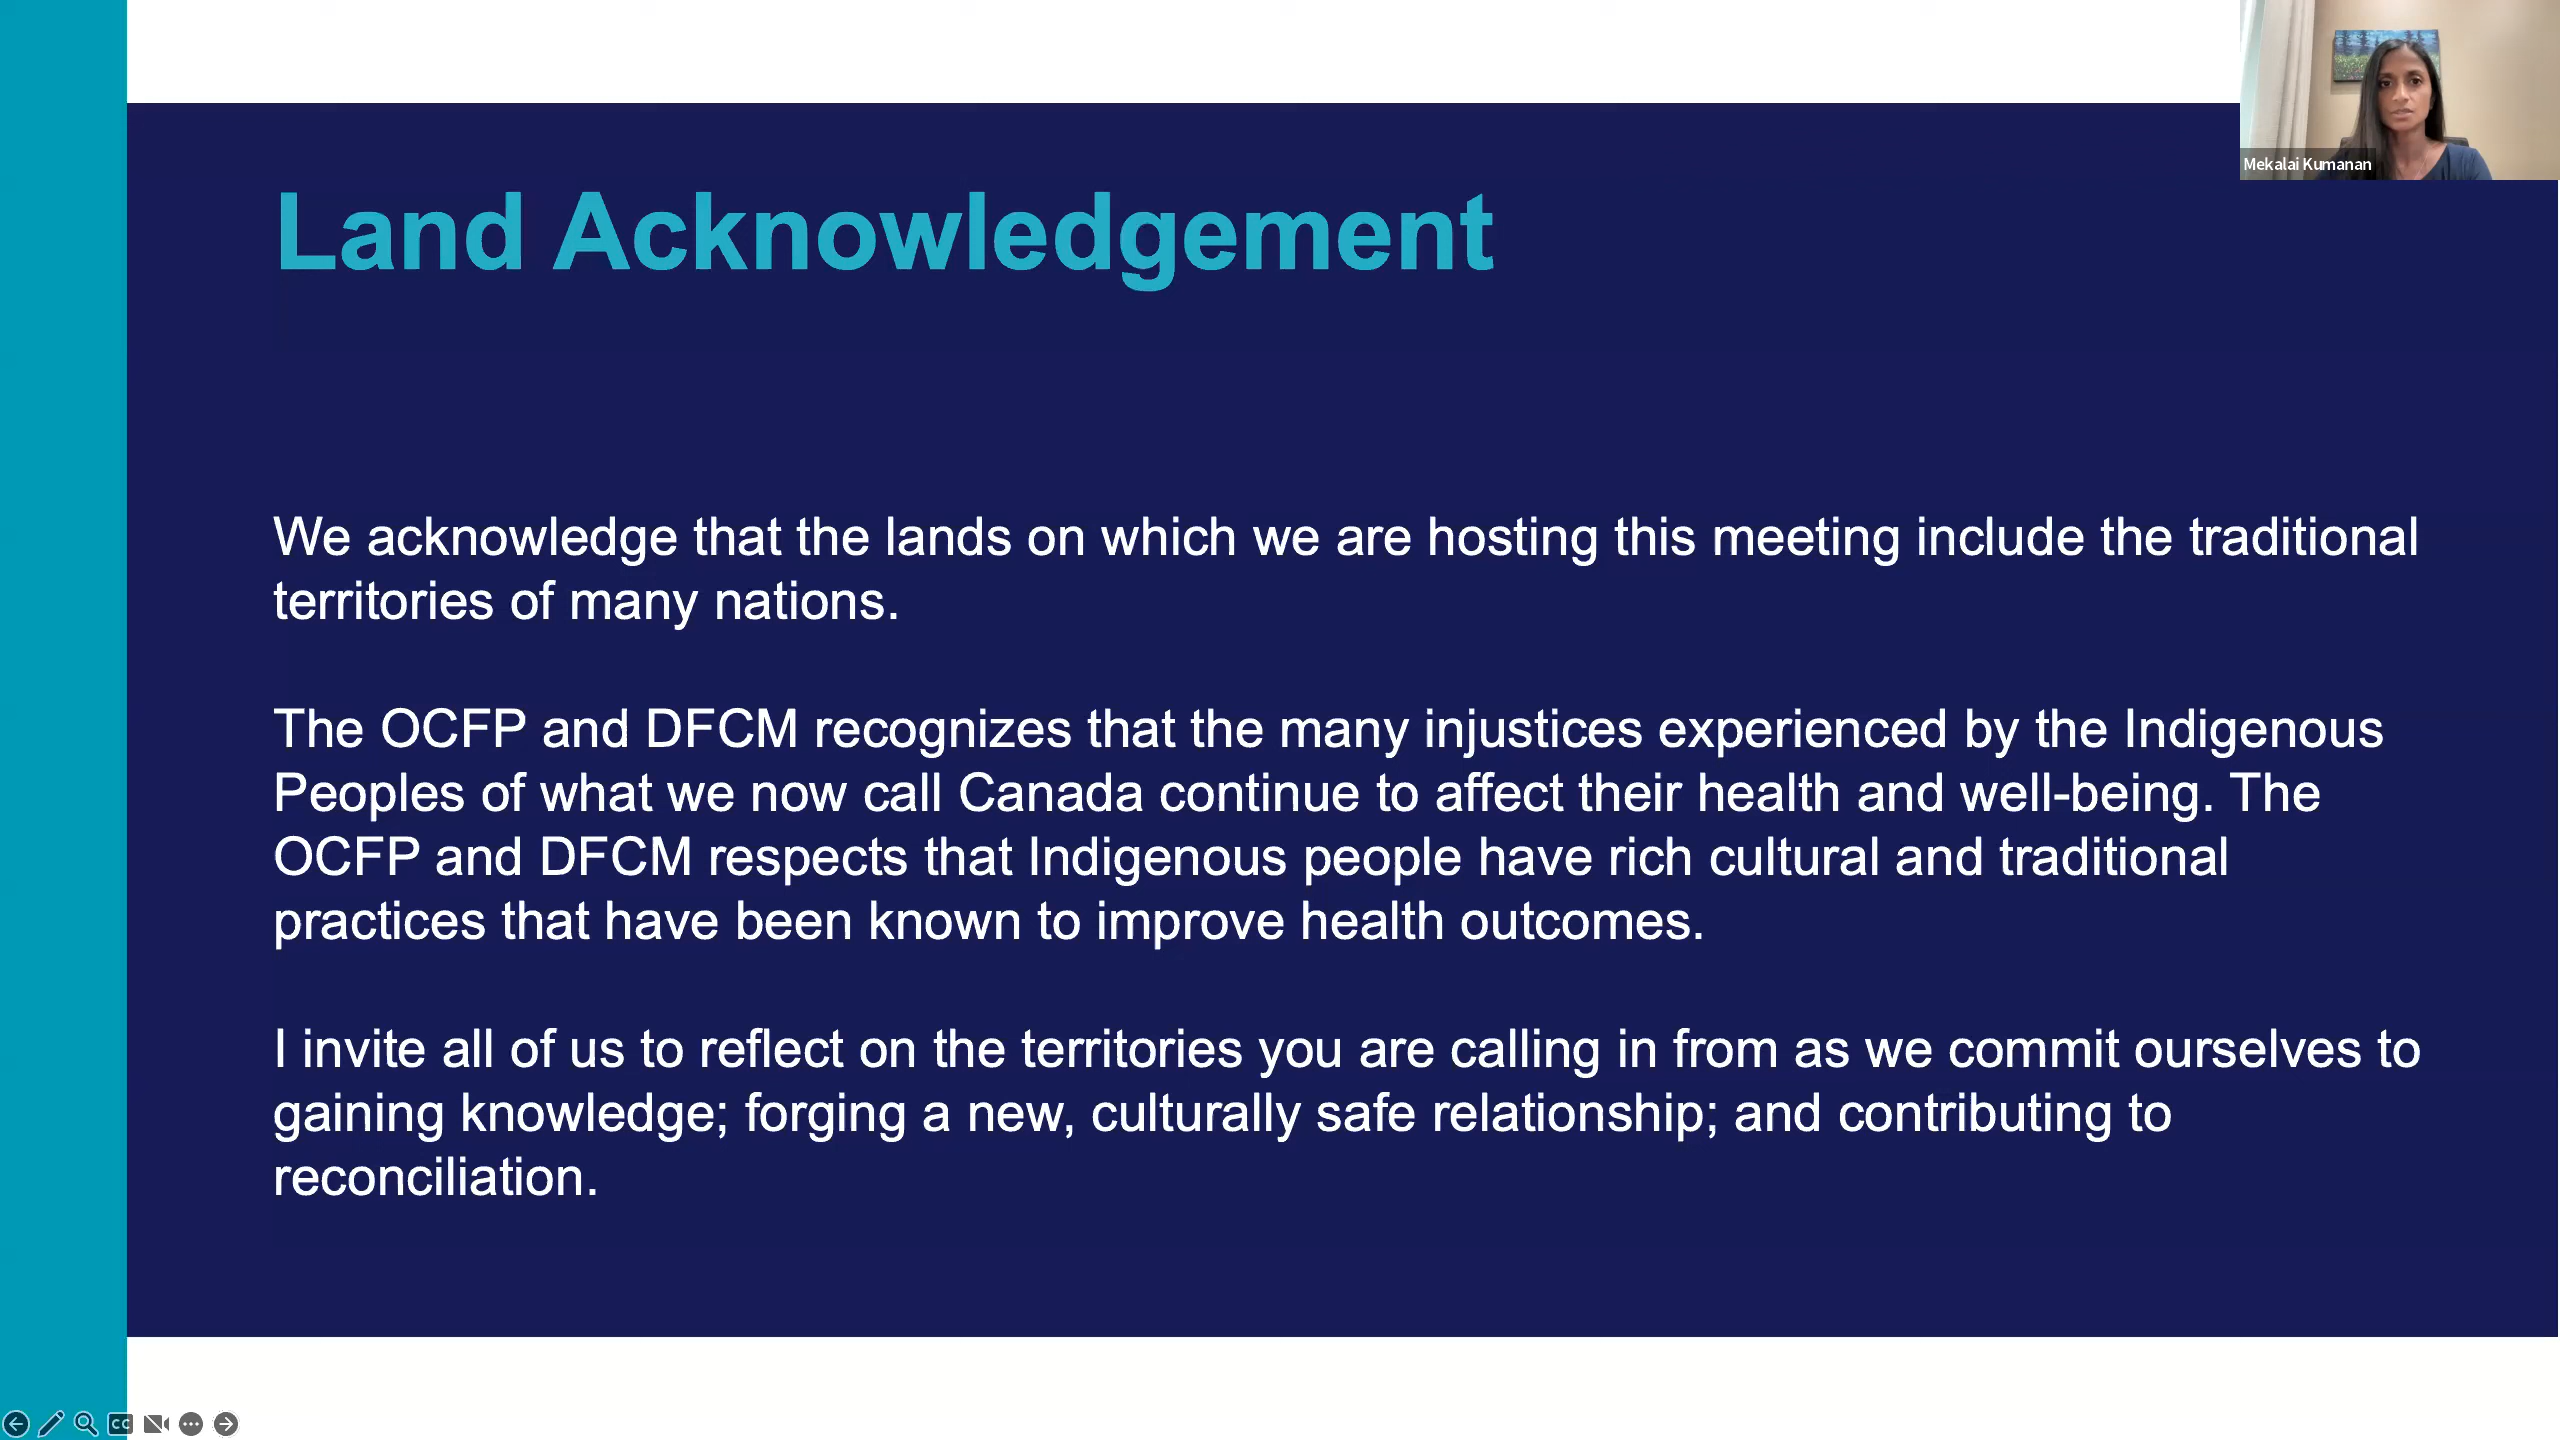 Mekalai Kumanan
Land Acknowledgement
We acknowledge that the lands on which we are hosting this meeting include the traditional
territories of many nations.
The OCFP and DFCM recognizes that the many injustices experienced by the Indigenous
Peoples of what we now call Canada continue to affect their health and well-being. The
OCFP and DFCM respects that Indigenous people have rich cultural and traditional
practices that have been known to improve health outcomes.
I invite all of us to reflect on the territories you are calling in from as we commit ourselves to
gaining knowledge; forging a new, culturally safe relationship; and contributing to
reconciliation.
CC